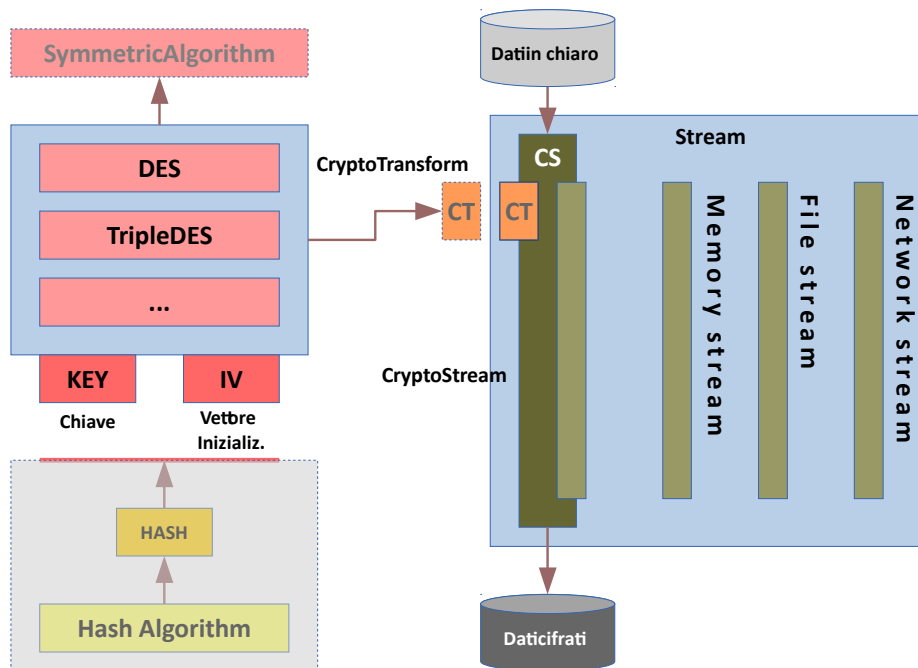 SymmetricAlgorithm
Datiin chiaro
DES
CryptoTransform
CS
Stream
CT
CT
TripleDES
...
Memory stream
File stream
Network stream
KEY
IV
CryptoStream
Chiave
Vettore
Inizializ.
HASH
Hash Algorithm
Daticifrati